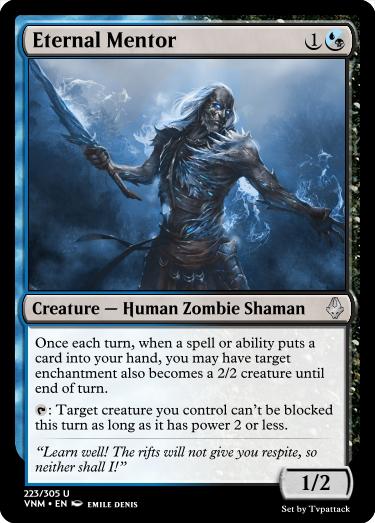 Eternal Mentor 1
Creature — Human Zombie Shaman
Once each turn, when a spell or ability puts a
card into your hand, you may have target
enchantment also becomes a 2/2 creature until
end of turn.
: Target creature you control can't be blocked
this turn as long as it has power 2 or less.
“Learn well! The rifts will not give you respite, so
neither shall I!”
1/2
223/305 U
VNM • EN EMILE DENIS
Set by Tvpattack